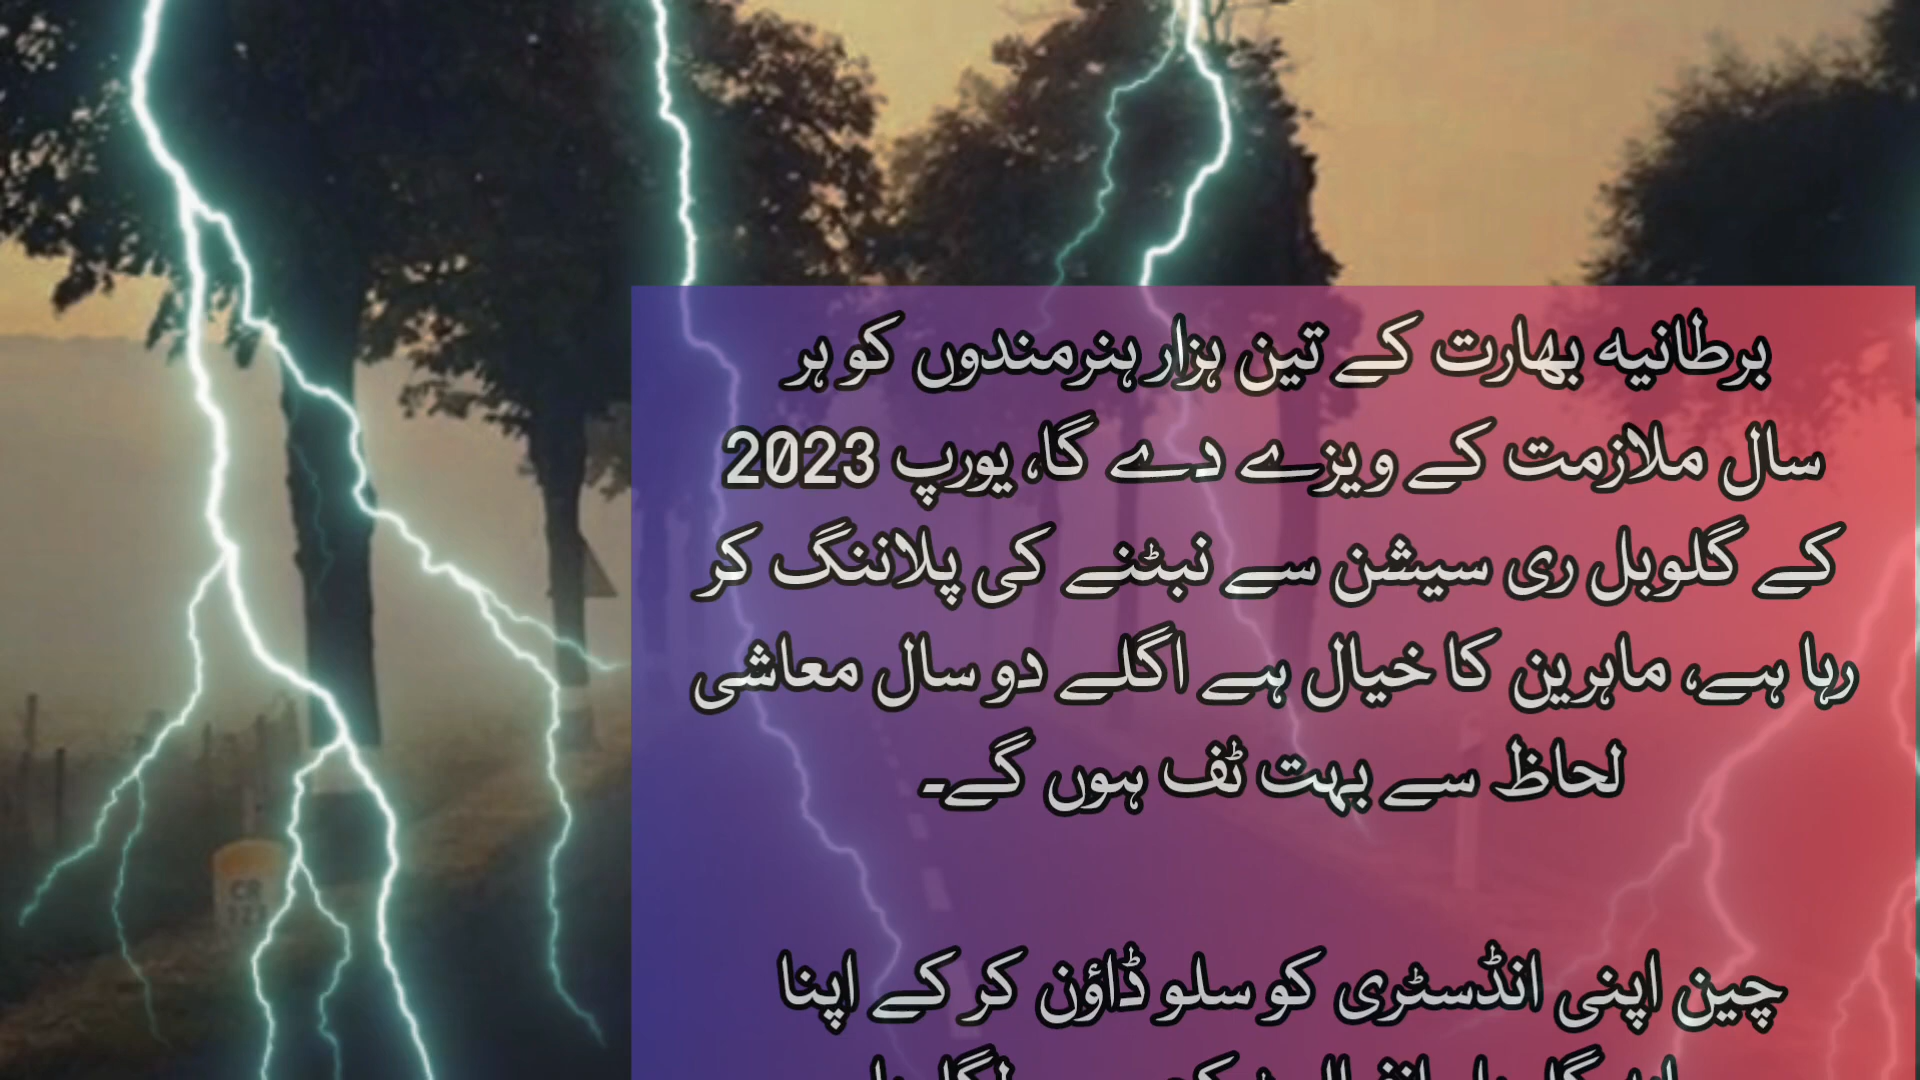 برطانیہ بھارت کے تین ہزار ہنرمندوں کو ہر
سال ملازمت کے ویزے دے گا، یورپ 2023
کے گلوبل ری سیشن سے نبٹنے کی پلاننگ کر
رہا ہے، ماہرین کا خیال ہے اگلے دو سال معاشی
لحاظ سے بہت ٹف ہوں گے۔
چین اپنی انڈسٹری کو سلو ڈاؤن کر کے اپنا
CR
123